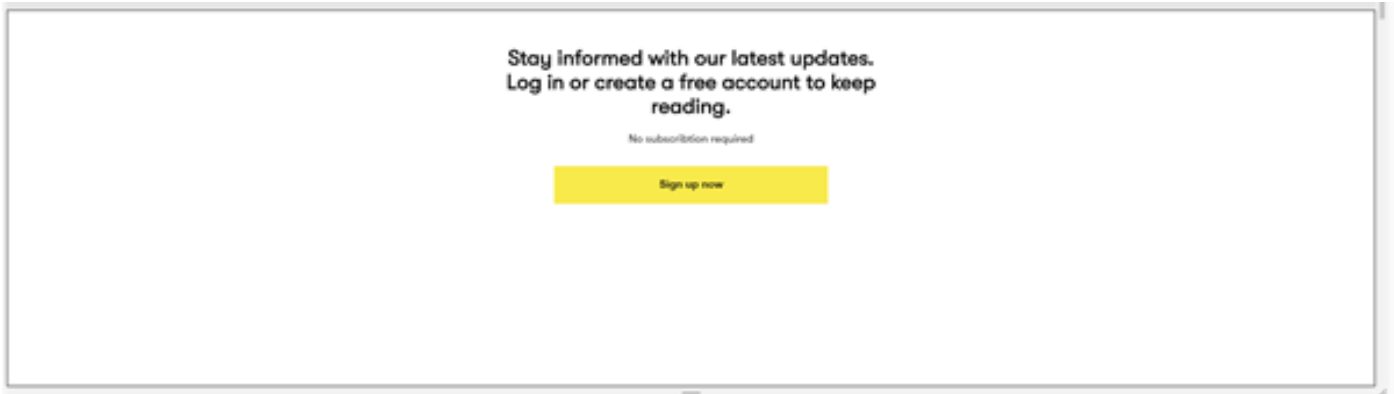 Stay informed with our latest updates.
Log in or create a free account to keep
reading.
No subscribtion required
Sign up now